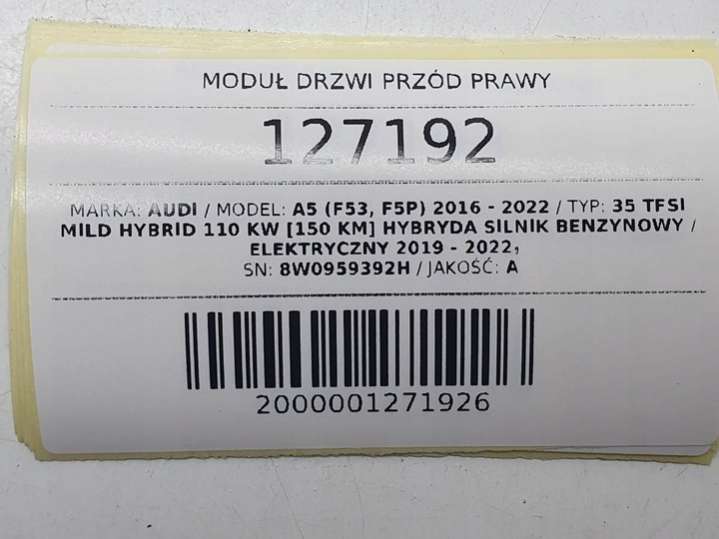 MODUŁ DRZWI PRZÓD PRAWY
127192
MARKA: AUDI / MODEL: A5 (F53, F5P) 2016 - 2022 / TYP: 35 TFSI
MILD HYBRID 110 KW [150 KM] HYBRYDA SILNIK BENZYNOWY /
ELEKTRYCZNY 2019 - 2022,
SN: 8W0959392H / JAKOŚĆ: A
2000001271926